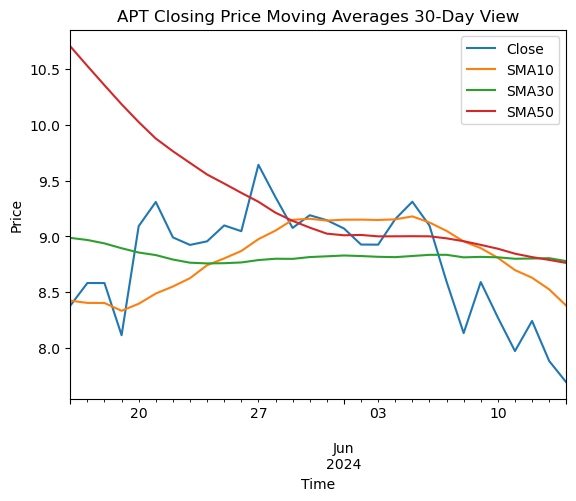 APT Closing Price Moving Averages 30-Day View
Close
SMA10
SMA30
SMA50
10.5
10.0
9.5
9.0
8.5
8.0
Price
20
27
03
10
Jun
2024
Time